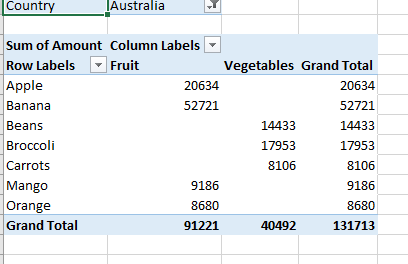 Country Australia
Sum of Amount Column Labels
Row Labels Fruit Vegetables Grand Total
Apple 20634 20634
Banana 52721 52721
Beans 14433 14433
Broccoli 17953 17953
Carrots 8106 8106
Mango 9186 9186
Orange 8680 8680
Grand Total 91221 40492 131713